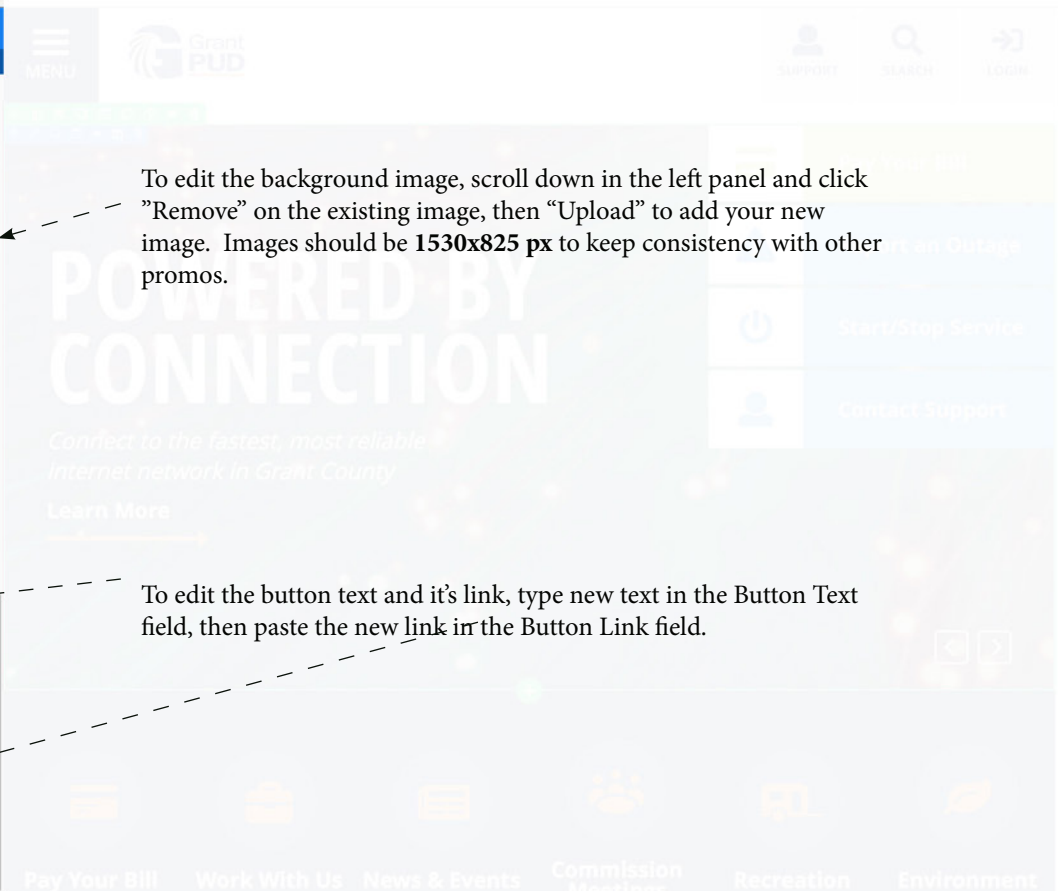 MENU
Grant
PUD
SUPPORT
SEARCH
LOGIN
To edit the background image, scroll down in the left panel and click
”Remove” on the existing image, then “Upload” to add your new
image.  Images should be 1530x825 px to keep consistency with other
promos.
POWERED BY
CONNECTION
Connect to the fastest, most reliable
internet network in Grant County
Learn More
an Outage
Start/Stop Service
Contact Support
To edit the button text and it’s link, type new text in the Button Text
field, then paste the new link in the Button Link field.
Pay Your Bill
Work With Us
News & Events
Commission
Meetings
Recreation
Environment